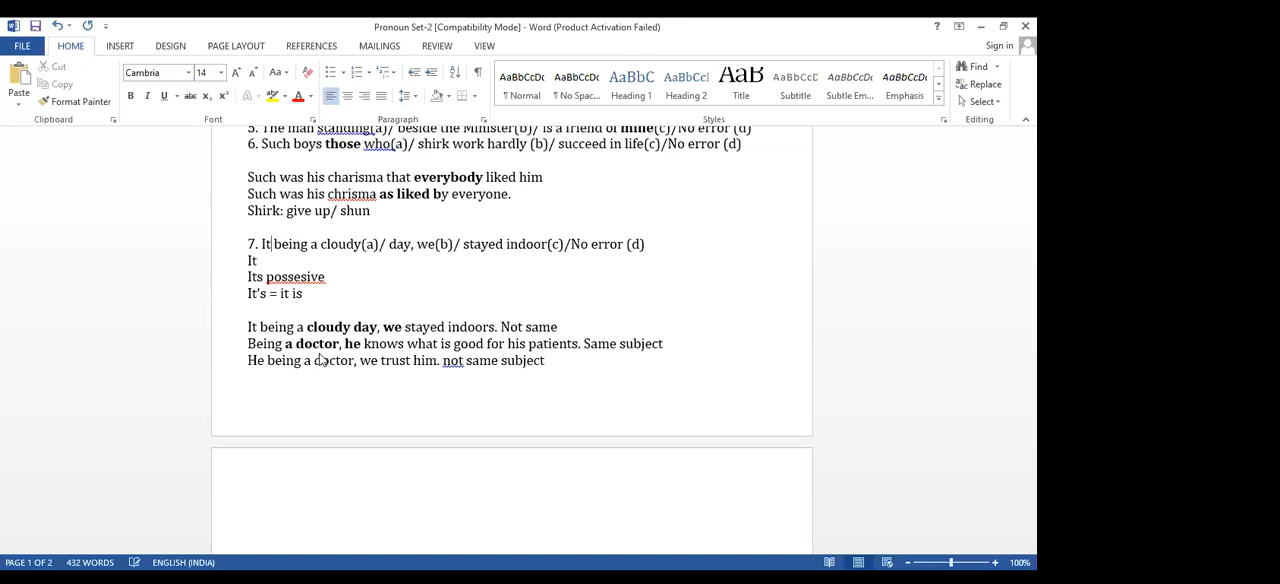 Pronoun Set-2 [Compatibility Mode] - Word (Product Activation Failed)
?
FILE HOME INSERT DESIGN PAGE LAYOUT REFERENCES MAILINGS REVIEW VIEW Sign in
Paste Cut
Copy
Format Painter
Cambria 14 Aa
B I U abc x₂ x² A A
AaBbCcDc AaBbCcDc AaBbC AaBbCc] AaB AaBbCcD AaBbCcDc AaBbCcDc
¶ Normal ¶ No Spac... Heading 1 Heading 2 Title Subtitle Subtle Em... Emphasis
Find
Replace
Select
Clipboard Font Paragraph Styles Editing
5. The man standing(a)/ beside the Minister(b)/ is a friend of mine(c)/No error (d)
6. Such boys those who(a)/ shirk work hardly (b)/ succeed in life(c)/No error (d)
Such was his charisma that everybody liked him
Such was his chrisma as liked by everyone.
Shirk: give up/ shun
7. It being a cloudy(a)/ day, we(b)/ stayed indoor(c)/No error (d)
It
Its possesive
It's = it is
It being a cloudy day, we stayed indoors. Not same
Being a doctor, he knows what is good for his patients. Same subject
He being a doctor, we trust him. not same subject
PAGE 1 OF 2 432 WORDS ENGLISH (INDIA) 100%